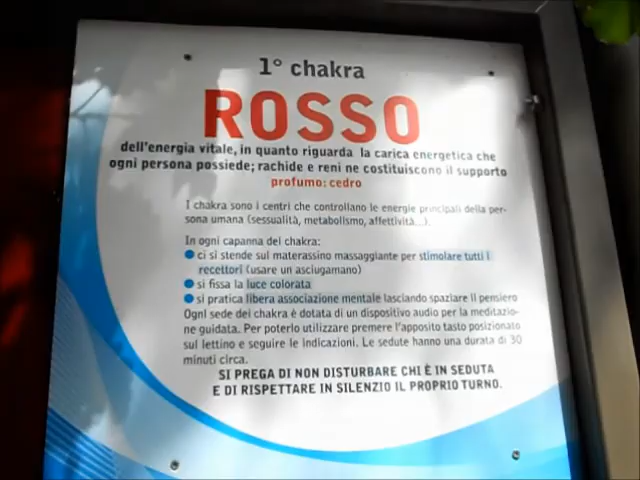 1° chakra
ROSSO
dell'energia vitale, in quanto riguarda la carica energetica che
ogni persona possiede; rachide e reni ne costituiscono il supporto
profumo: cedro
I chakra sono i centri che controllano le energie principali della per-
sona umana (sessualità, metabolismo, affettività...).
In ogni capanna dei chakra:
ci si stende sul materassino massaggiante per stimolare tutti i
recettori (usare un asciugamano)
si fissa la luce colorata
si pratica libera associazione mentale lasciando spaziare il pensiero
Ogni sede dei chakra è dotata di un dispositivo audio per la meditazio-
ne guidata. Per poterlo utilizzare premere l'apposito tasto posizionato
sul lettino e seguire le indicazioni. Le sedute hanno una durata di 30
minuti circa.
SI PREGA DI NON DISTURBARE CHI È IN SEDUTA
E DI RISPETTARE IN SILENZIO IL PROPRIO TURNO.